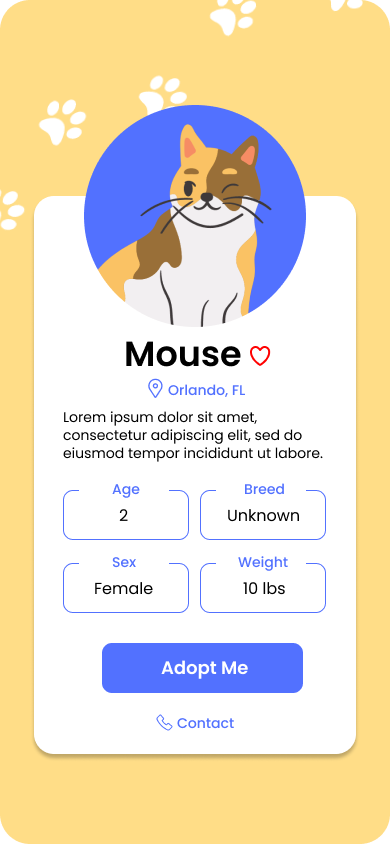 Mouse
Orlando, FL
Lorem ipsum dolor sit amet,
consectetur adipiscing elit, sed do
eiusmod tempor incididunt ut labore.
Age
2
Breed
Unknown
Sex
Female
Weight
10 lbs
Adopt Me
Contact